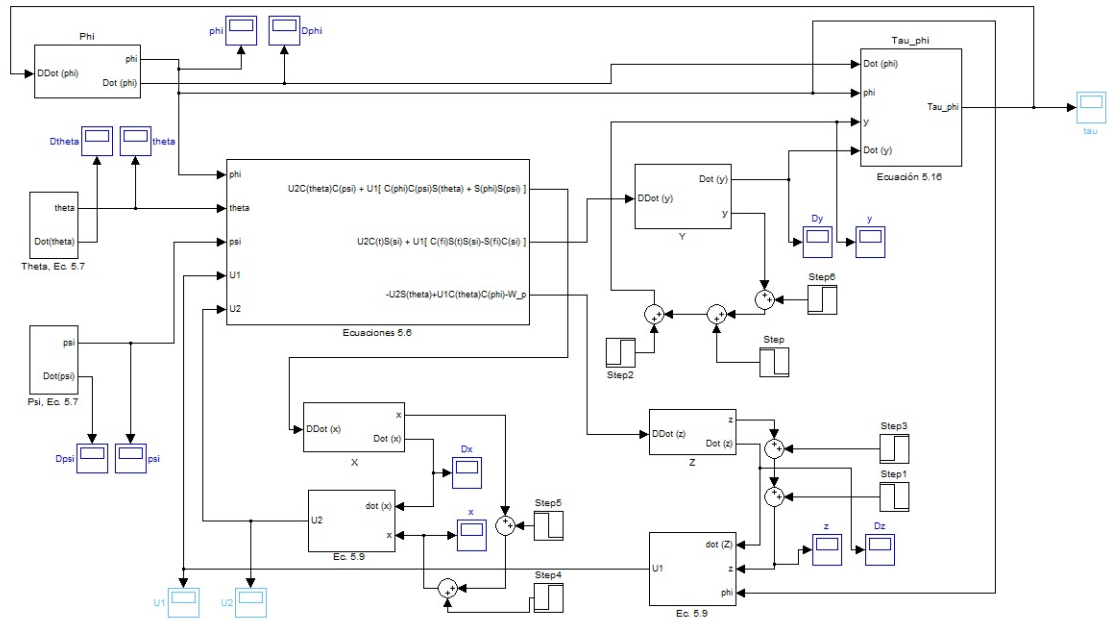 phi
Dphi
Phi
DDot (phi)
phi
Dot (phi)
Tau_phi
Dot (phi)
phi
y
Dot (y)
Tau_phi
Ecuación 5.16
tau
Dtheta
theta
theta
Dot(theta)
Theta, Ec. 5.7
phi
theta
psi
U1
U2
U2C(theta)C(psi) + U1[ C(phi)C(psi)S(theta) + S(phi)S(psi) ]
U2C(t)S(si) + U1[ C(fi)S(t)S(si)-S(fi)C(si) ]
-U2S(theta)+U1C(theta)C(phi)-W_p
Ecuaciones 5.6
DDot (y)
Dot (y)
y
Y
Dy
y
Step6
Step
Step2
psi
Dot(psi)
Psi, Ec. 5.7
Dpsi
psi
DDot (x)
x
Dot (x)
X
Dx
U2
dot (x)
x
Ec. 5.9
x
Step5
Step4
DDot (z)
z
Dot (z)
Z
Step3
Step1
z
Dz
U1
dot (Z)
z
phi
Ec. 5.9
U1
U2